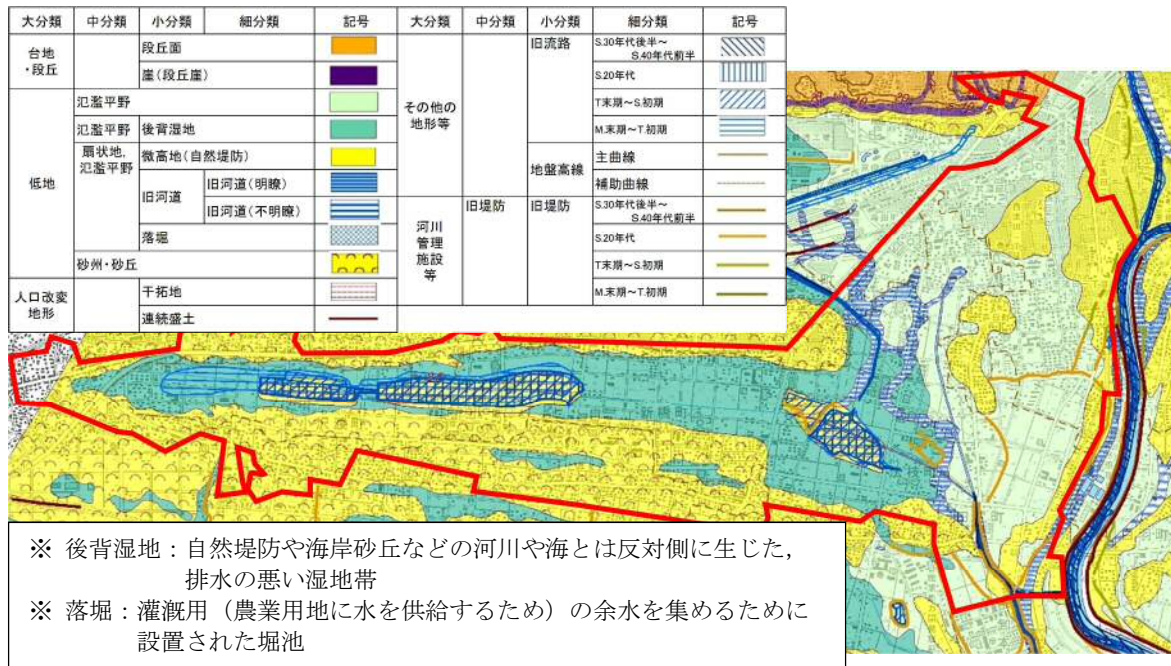 大分類 中分類 小分類 細分類 記号 大分類 中分類 小分類 細分類 記号
台地・段丘 段丘面
崖(段丘崖)
低地 氾濫平野
氾濫平野 後背湿地
扇状地,氾濫平野 微高地(自然堤防)
旧河道 旧河道(明瞭)
旧河道(不明瞭)
落堀
砂州・砂丘
人口改変地形 干拓地
連続盛土
その他の地形等 旧流路 S.30年代後半~S.40年代前半
S.20年代
T末期~S.初期
M.末期~T.初期
地盤高線 主曲線
補助曲線
河川管理施設等 旧堤防 旧堤防 S.30年代後半~S.40年代前半
S.20年代
T末期~S.初期
M.末期~T.初期
※ 後背湿地:自然堤防や海岸砂丘などの河川や海とは反対側に生じた,
排水の悪い湿地帯
※ 落堀:灌漑用(農業用地に水を供給するため)の余水を集めるために
設置された堀池